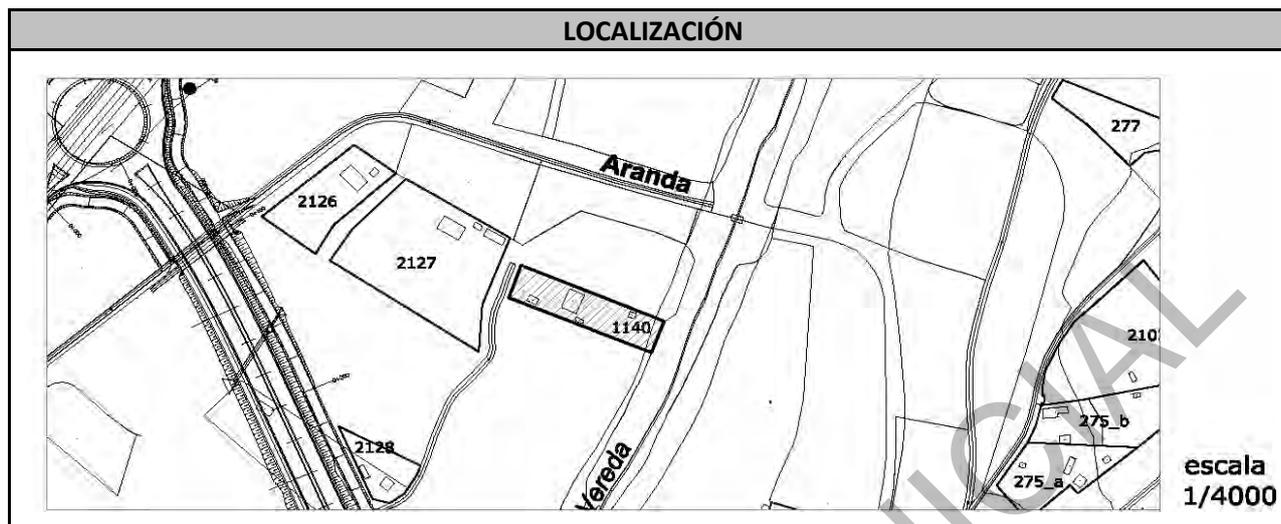 LOCALIZACIÓN
277
Aranda
2126
2127
1140
2128
275_b
275_a
Vereda
escala
1/4000